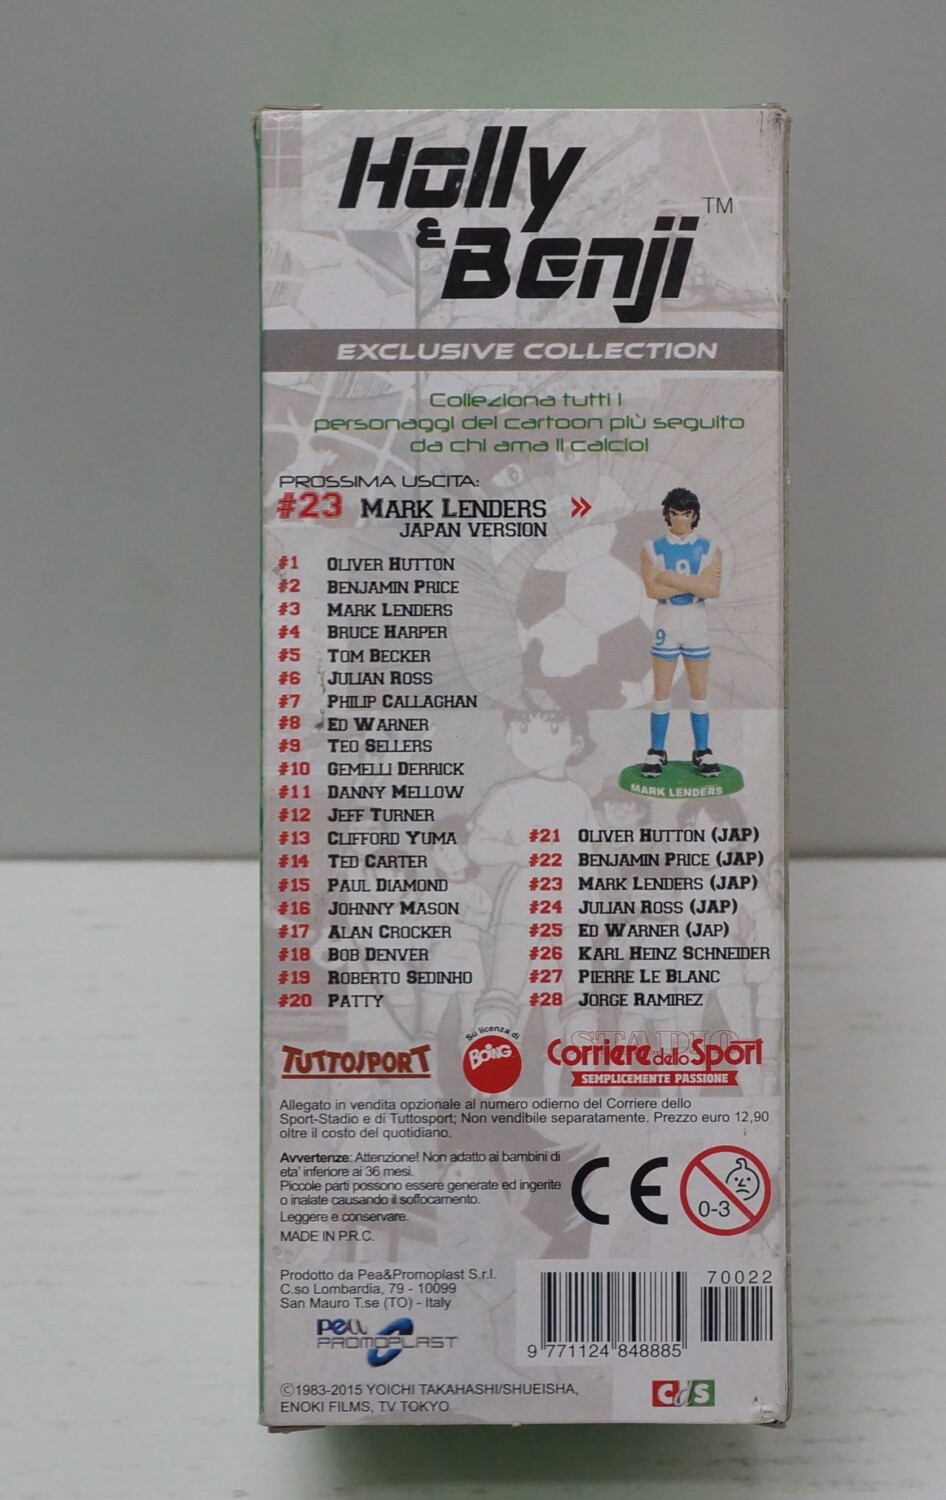 Holly
& Benji ™
EXCLUSIVE COLLECTION
Colleziona tutti i
personaggi del cartoon più seguito
da chi ama il calcio!
PROSSIMA USCITA:
#23 MARK LENDERS »
JAPAN VERSION
9
9
MARK LENDERS
#1 OLIVER HUTTON
#2 BENJAMIN PRICE
#3 MARK LENDERS
#4 BRUCE HARPER
#5 TOM BECKER
#6 JULIAN ROSS
#7 PHILIP CALLAGHAN
#8 ED WARNER
#9 TEO SELLERS
#10 GEMELLI DERRICK
#11 DANNY MELLOW
#12 JEFF TURNER
#13 CLIFFORD YUMA
#14 TED CARTER
#15 PAUL DIAMOND
#16 JOHNNY MASON
#17 ALAN CROCKER
#18 BOB DENVER
#19 ROBERTO SEDINHO
#20 PATTY
#21 OLIVER HUTTON (JAP)
#22 BENJAMIN PRICE (JAP)
#23 MARK LENDERS (JAP)
#24 JULIAN ROSS (JAP)
#25 ED WARNER (JAP)
#26 KARL HEINZ SCHNEIDER
#27 PIERRE LE BLANC
#28 JORGE RAMIREZ
TUTTOSPORT
Su licenza di
BOING
STADIO
Corriere dello Sport
SEMPLICEMENTE PASSIONE
Allegato in vendita opzionale al numero odierno del Corriere dello
Sport-Stadio e di Tuttosport; Non vendibile separatamente. Prezzo euro 12,90
oltre il costo del quotidiano.
Avvertenze: Attenzione! Non adatto ai bambini di
eta' inferiore ai 36 mesi.
Piccole parti possono essere generate ed ingerite
o inalate causando il soffocamento.
Leggere e conservare.
MADE IN P.R.C.
CE
0-3
Prodotto da Pea&Promoplast S.r.l.
C.so Lombardia, 79 - 10099
San Mauro T.se (TO) - Italy
pea
PROMOPLAST
70022
9 771124 848885
©1983-2015 YOICHI TAKAHASHI/SHUEISHA,
ENOKI FILMS, TV TOKYO
CdS